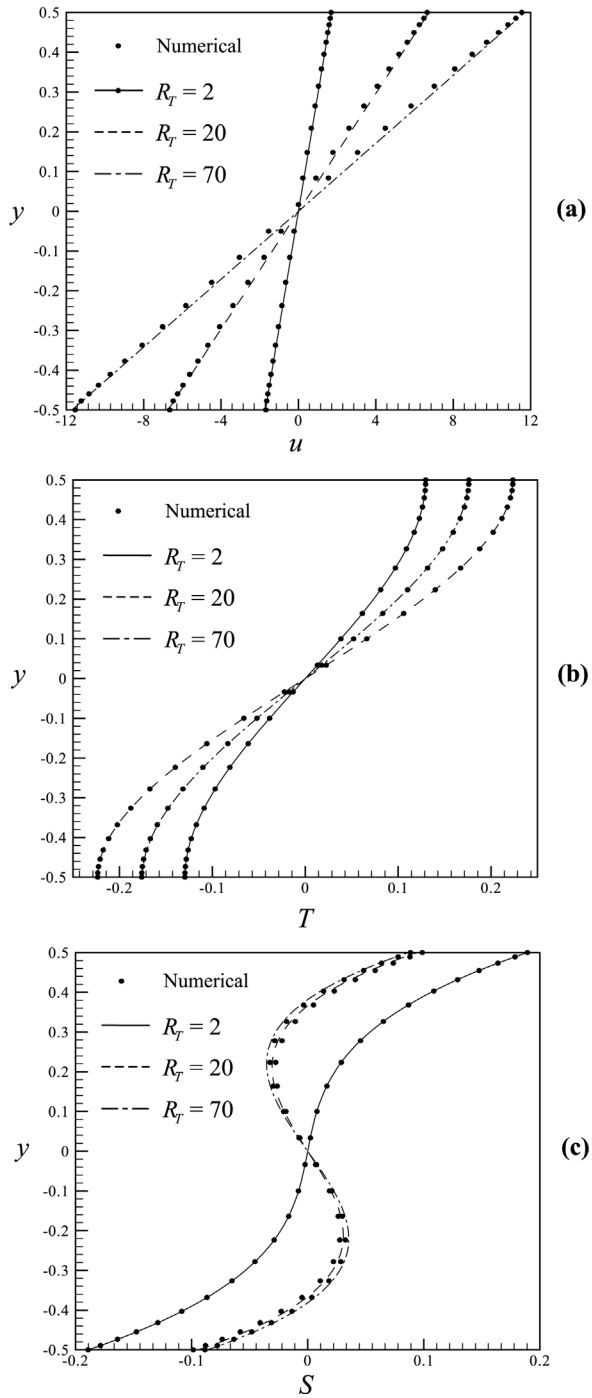 0.5
0.4
0.3
0.2
0.1
0
-0.1
-0.2
-0.3
-0.4
-0.5
y
Numerical
R_T = 2
R_T = 20
R_T = 70
-12 -8 -4 0 4 8 12
u
(a)
0.5
0.4
0.3
0.2
0.1
0
-0.1
-0.2
-0.3
-0.4
-0.5
y
Numerical
R_T = 2
R_T = 20
R_T = 70
-0.2 -0.1 0 0.1 0.2
T
(b)
0.5
0.4
0.3
0.2
0.1
0
-0.1
-0.2
-0.3
-0.4
-0.5
y
Numerical
R_T = 2
R_T = 20
R_T = 70
-0.2 -0.1 0 0.1 0.2
S
(c)